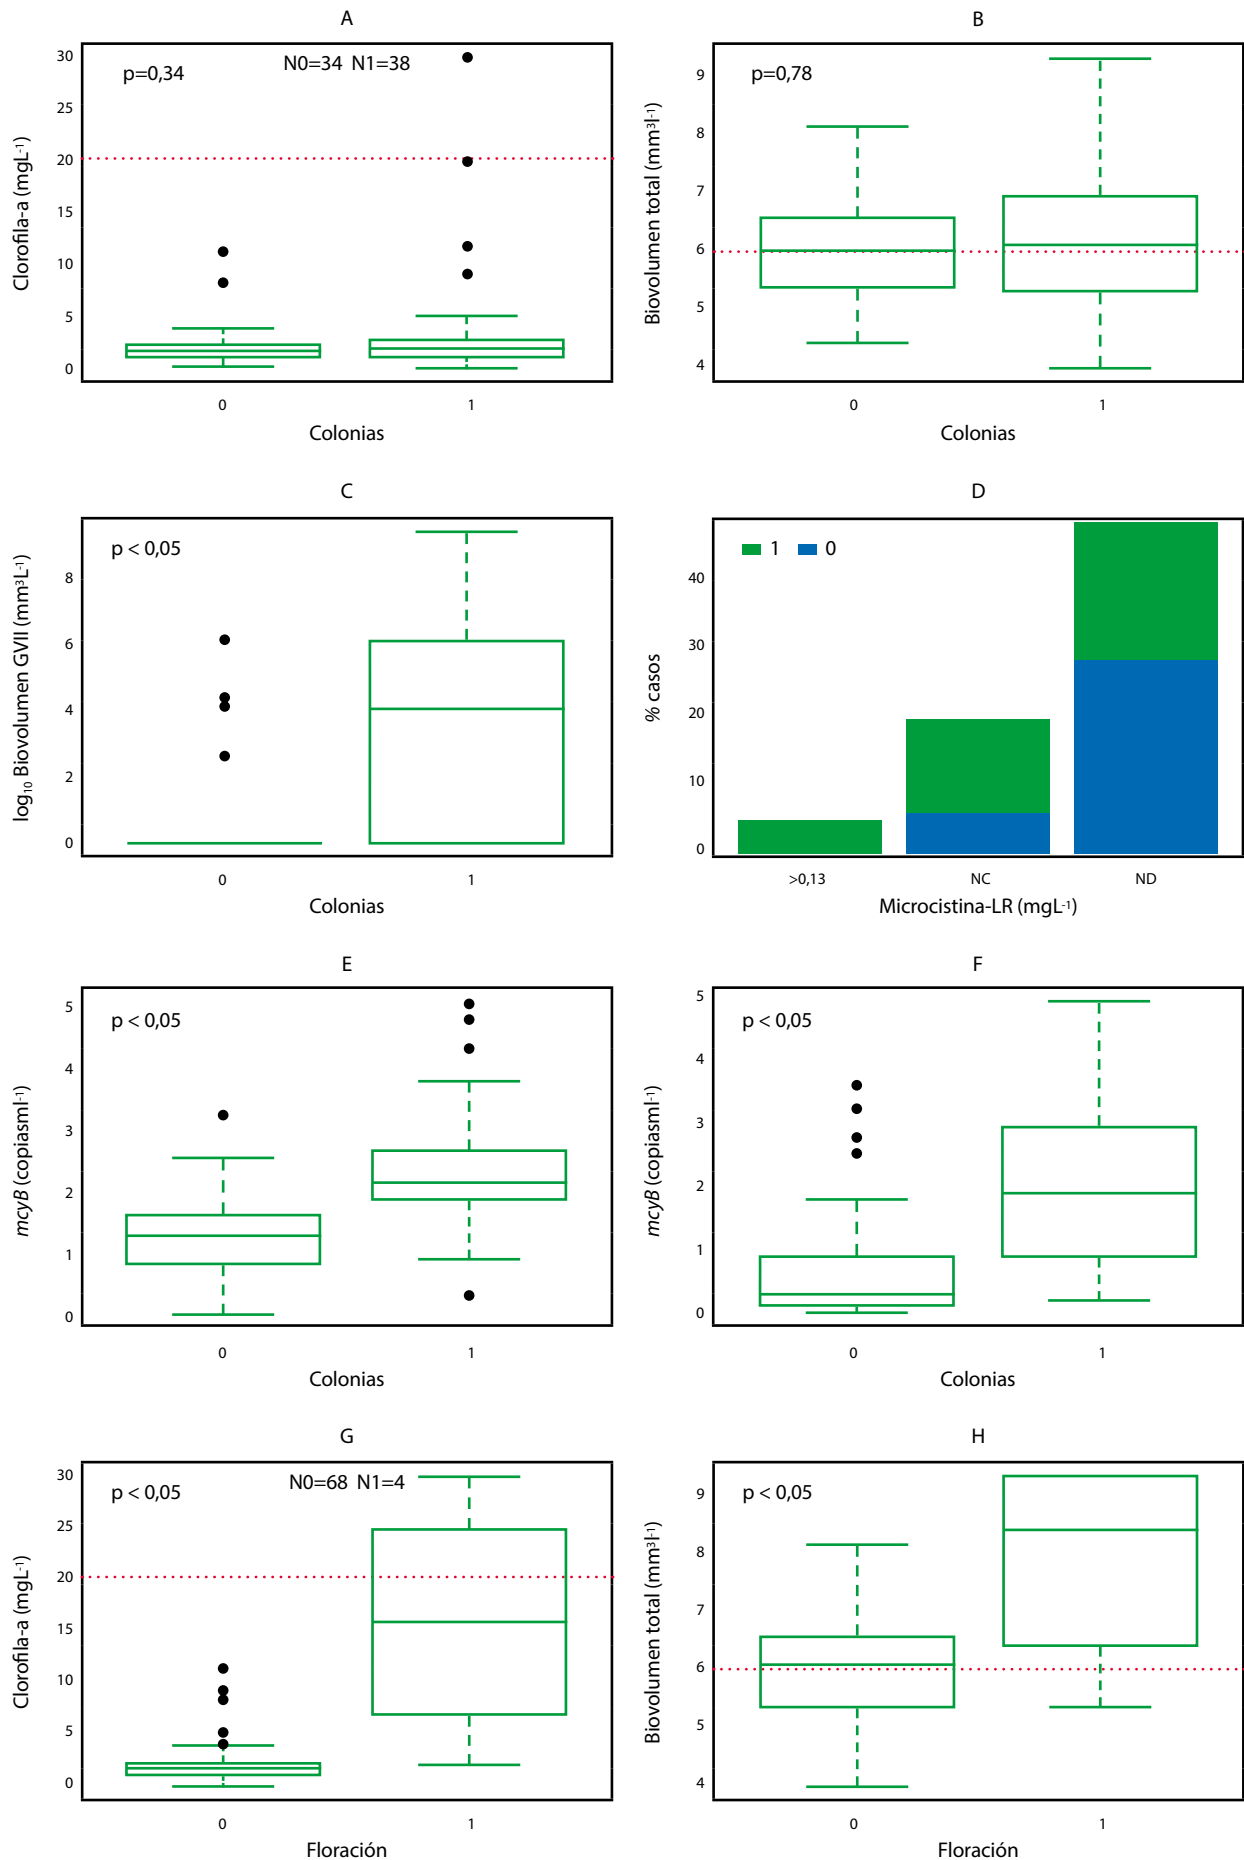 A
p=0,34
N0=34 N1=38
30
25
20
15
10
5
0
Clorofila-a (mgL⁻¹)
0 1
Colonias
B
p=0,78
9
8
7
6
5
4
Biovolumen total (mm³l⁻¹)
0 1
Colonias
C
p < 0,05
8
6
4
2
0
log₁₀ Biovolumen GVII (mm³L⁻¹)
0 1
Colonias
D
1 0
40
30
20
10
0
% casos
>0,13 NC ND
Microcistina-LR (mgL⁻¹)
E
p < 0,05
5
4
3
2
1
0
mcyB (copiasml⁻¹)
0 1
Colonias
F
p < 0,05
5
4
3
2
1
0
mcyB (copiasml⁻¹)
0 1
Colonias
G
p < 0,05
N0=68 N1=4
30
25
20
15
10
5
0
Clorofila-a (mgL⁻¹)
0 1
Floración
H
p < 0,05
9
8
7
6
5
4
Biovolumen total (mm³l⁻¹)
0 1
Floración